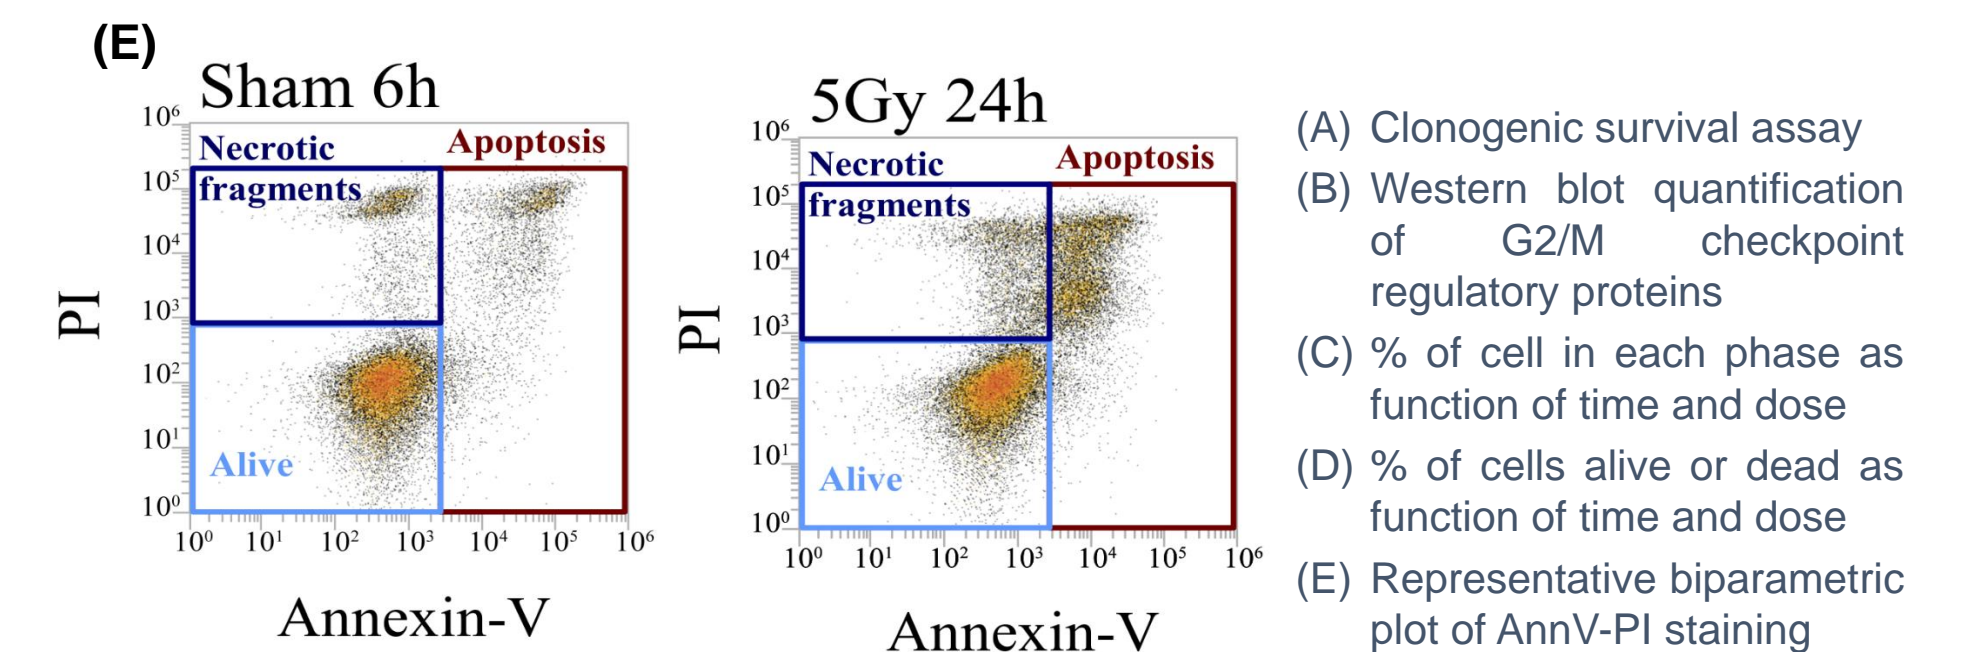 (E)
Sham 6h
10⁶
Necrotic
fragments
Apoptosis
10⁵
10⁴
10³
10²
10¹
10⁰
Alive
PI
10⁰ 10¹ 10² 10³ 10⁴ 10⁵ 10⁶
Annexin-V
5Gy 24h
10⁶
Necrotic
fragments
Apoptosis
10⁵
10⁴
10³
10²
10¹
10⁰
Alive
PI
10⁰ 10¹ 10² 10³ 10⁴ 10⁵ 10⁶
Annexin-V
(A) Clonogenic survival assay
(B) Western blot quantification
of G2/M checkpoint
regulatory proteins
(C) % of cell in each phase as
function of time and dose
(D) % of cells alive or dead as
function of time and dose
(E) Representative biparametric
plot of AnnV-PI staining